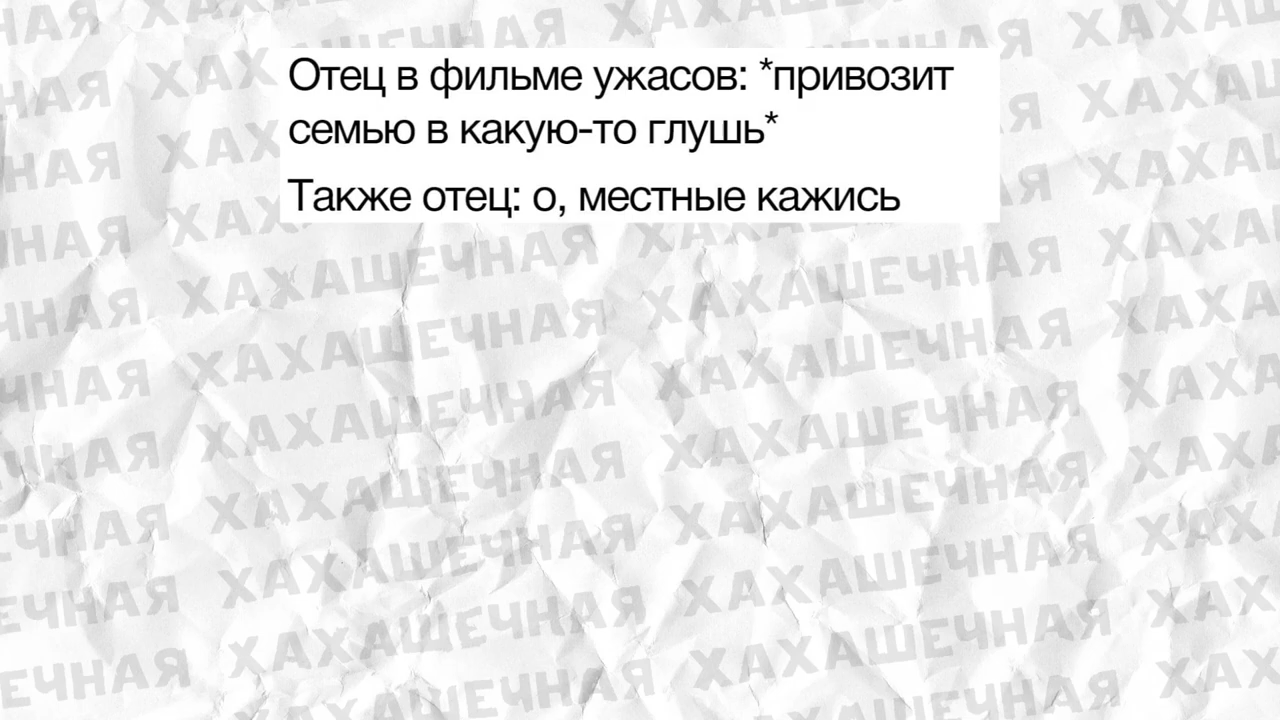 Отец в фильме ужасов: *привозит
семью в какую-то глушь*
Также отец: о, местные кажись
ХАХАШЕЧНАЯ